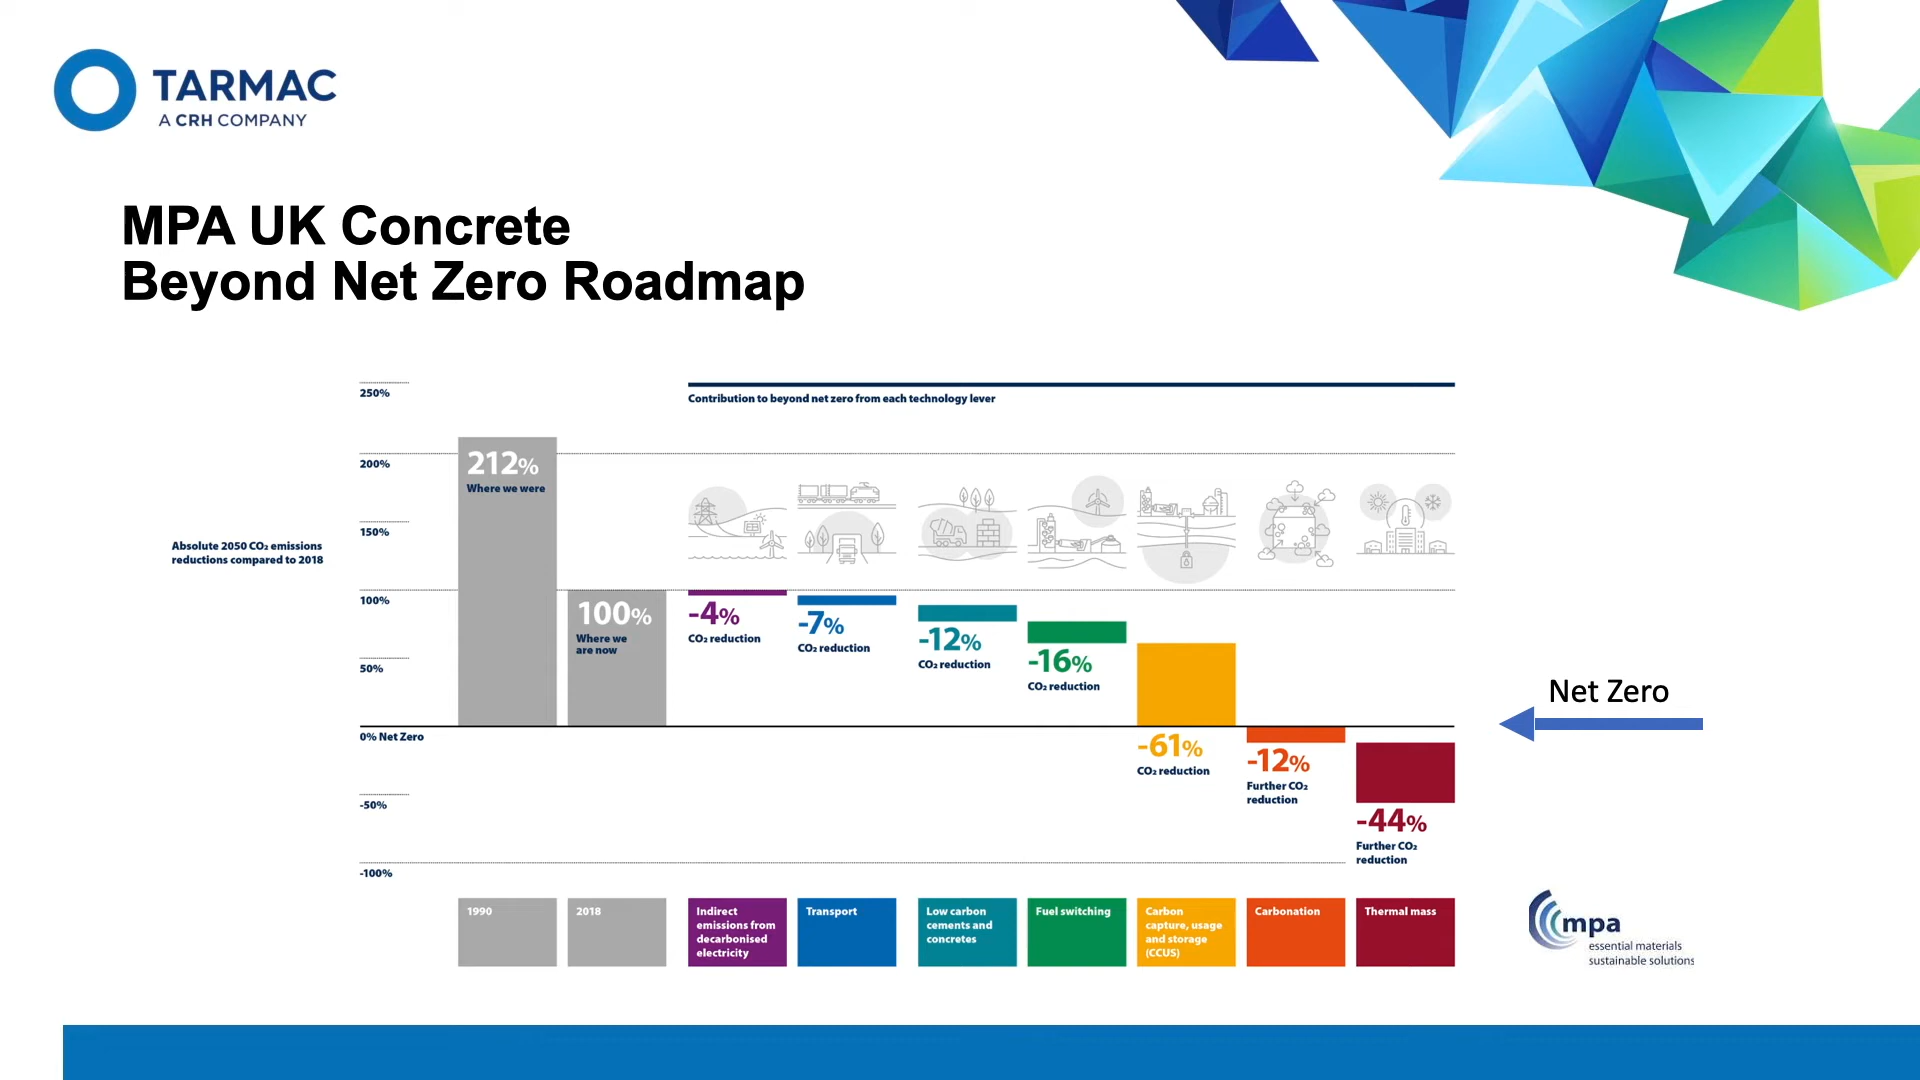 TARMAC
A CRH COMPANY
MPA UK Concrete
Beyond Net Zero Roadmap
250%
Contribution to beyond net zero from each technology lever
200%
150%
100%
50%
0% Net Zero
-50%
-100%
Absolute 2050 CO₂ emissions
reductions compared to 2018
212%
Where we were
100%
Where we
are now
-4%
CO₂ reduction
-7%
CO₂ reduction
-12%
CO₂ reduction
-16%
CO₂ reduction
-61%
CO₂ reduction
-12%
Further CO₂
reduction
-44%
Further CO₂
reduction
Net Zero
1990
2018
Indirect
emissions from
decarbonised
electricity
Transport
Low carbon
cements and
concretes
Fuel switching
Carbon
capture, usage
and storage
(CCUS)
Carbonation
Thermal mass
mpa
essential materials
sustainable solutions